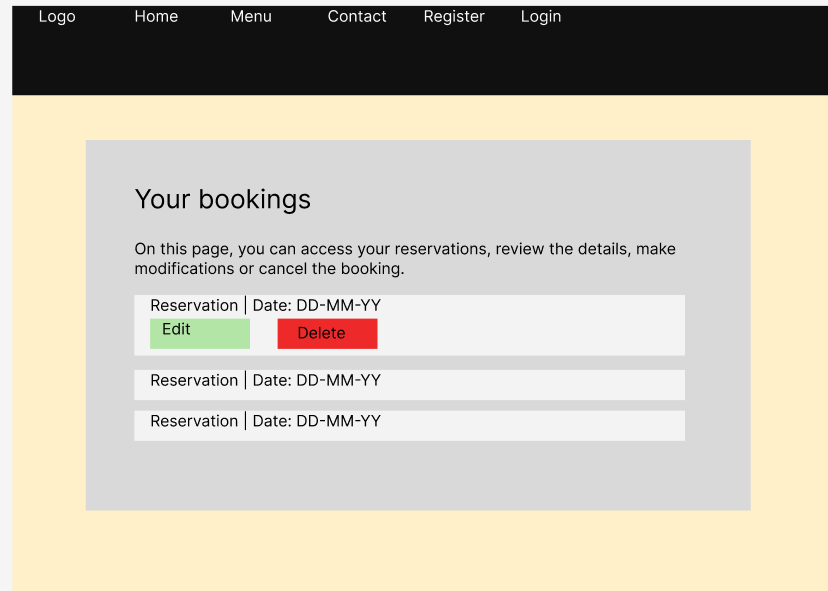 Logo Home Menu Contact Register Login
Your bookings
On this page, you can access your reservations, review the details, make
modifications or cancel the booking.
Reservation | Date: DD-MM-YY
Edit Delete
Reservation | Date: DD-MM-YY
Reservation | Date: DD-MM-YY